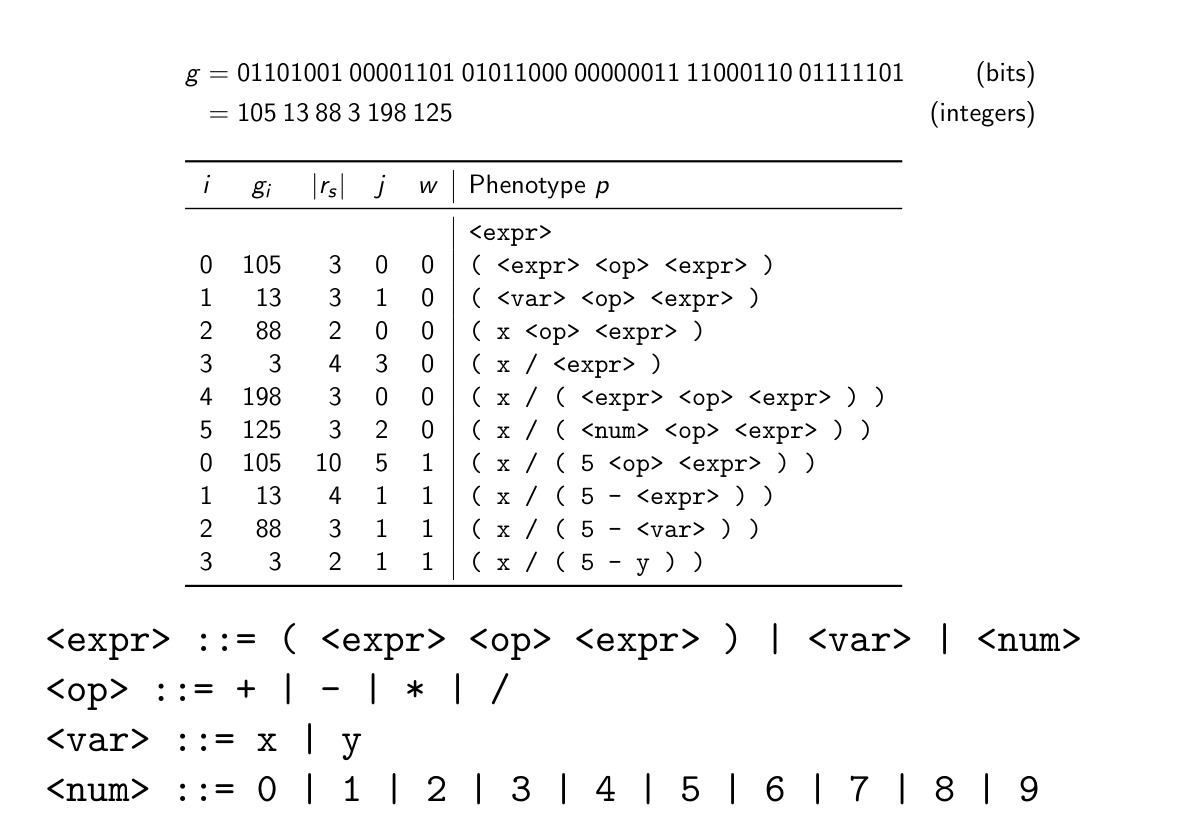 g = 01101001 00001101 01011000 00000011 11000110 01111101 (bits)
= 105 13 88 3 198 125 (integers)
i gi |rs| j w Phenotype p
<expr>
0 105 3 0 0 ( <expr> <op> <expr> )
1 13 3 1 0 ( <var> <op> <expr> )
2 88 2 0 0 ( x <op> <expr> )
3 3 4 3 0 ( x / <expr> )
4 198 3 0 0 ( x / ( <expr> <op> <expr> ) )
5 125 3 2 0 ( x / ( <num> <op> <expr> ) )
0 105 10 5 1 ( x / ( 5 <op> <expr> ) )
1 13 4 1 1 ( x / ( 5 - <expr> ) )
2 88 3 1 1 ( x / ( 5 - <var> ) )
3 3 2 1 1 ( x / ( 5 - y ) )
<expr> ::= ( <expr> <op> <expr> ) | <var> | <num>
<op> ::= + | - | * | /
<var> ::= x | y
<num> ::= 0 | 1 | 2 | 3 | 4 | 5 | 6 | 7 | 8 | 9